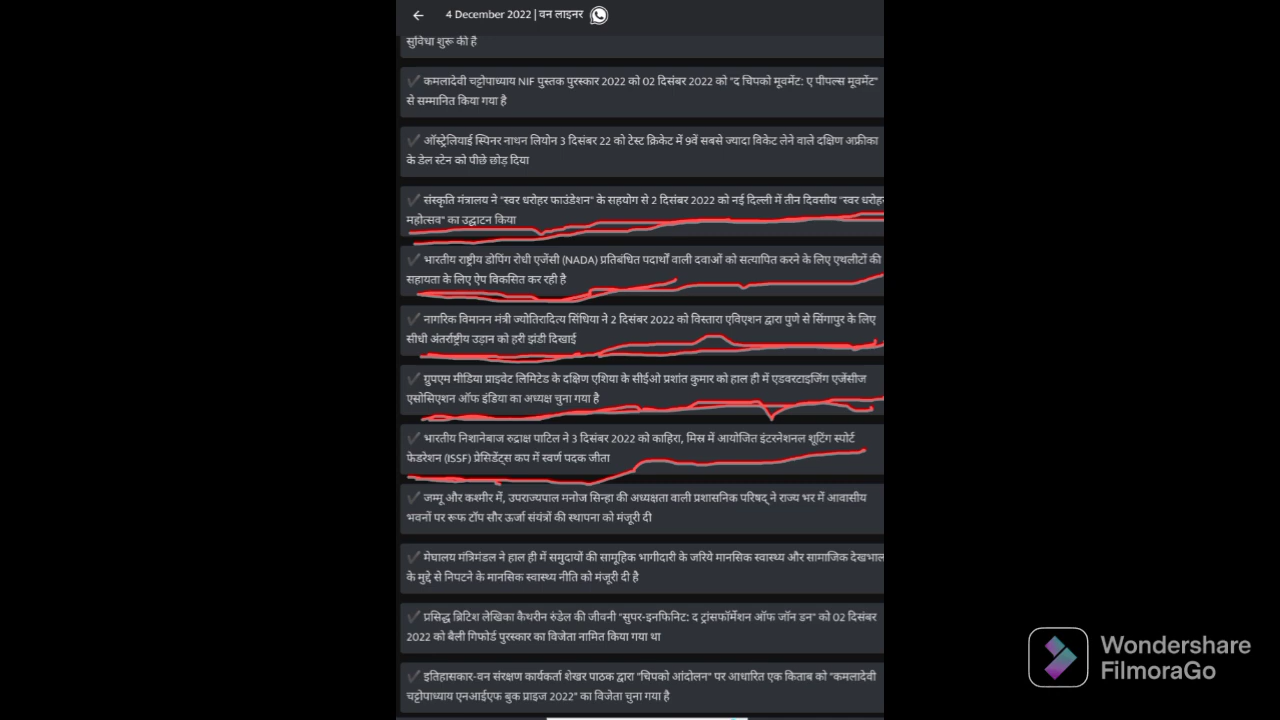 4 December 2022 | वन लाइनर
सुविधा शुरू की है
✓ कमलादेवी चट्टोपाध्याय NIF पुस्तक पुरस्कार 2022 को 02 दिसंबर 2022 को "द चिपको मूवमेंट: ए पीपल्स मूवमेंट"
से सम्मानित किया गया है
✓ ऑस्ट्रेलियाई स्पिनर नाथन लियोन 3 दिसंबर 22 को टेस्ट क्रिकेट में 9वें सबसे ज्यादा विकेट लेने वाले दक्षिण अफ्रीका
के डेल स्टेन को पीछे छोड़ दिया
✓ संस्कृति मंत्रालय ने "स्वर धरोहर फाउंडेशन" के सहयोग से 2 दिसंबर 2022 को नई दिल्ली में तीन दिवसीय "स्वर धरोहर
महोत्सव" का उद्घाटन किया
✓ भारतीय राष्ट्रीय डोपिंग रोधी एजेंसी (NADA) प्रतिबंधित पदार्थों वाली दवाओं को सत्यापित करने के लिए एथलीटों की
सहायता के लिए ऐप विकसित कर रही है
✓ नागरिक विमानन मंत्री ज्योतिरादित्य सिंधिया ने 2 दिसंबर 2022 को विस्तारा एविएशन द्वारा पुणे से सिंगापुर के लिए
सीधी अंतर्राष्ट्रीय उड़ान को हरी झंडी दिखाई
✓ ग्रुपएम मीडिया प्राइवेट लिमिटेड के दक्षिण एशिया के सीईओ प्रशांत कुमार को हाल ही में एडवरटाइजिंग एजेंसीज
एसोसिएशन ऑफ इंडिया का अध्यक्ष चुना गया है
✓ भारतीय निशानेबाज रुद्राक्ष पाटिल ने 3 दिसंबर 2022 को काहिरा, मिस्र में आयोजित इंटरनेशनल शूटिंग स्पोर्ट
फेडरेशन (ISSF) प्रेसिडेंट्स कप में स्वर्ण पदक जीता
✓ जम्मू और कश्मीर में, उपराज्यपाल मनोज सिन्हा की अध्यक्षता वाली प्रशासनिक परिषद् ने राज्य भर में आवासीय
भवनों पर रूफ टॉप सौर ऊर्जा संयंत्रों की स्थापना को मंजूरी दी
✓ मेघालय मंत्रिमंडल ने हाल ही में समुदायों की सामूहिक भागीदारी के जरिये मानसिक स्वास्थ्य और सामाजिक देखभाल
के मुद्दे से निपटने के मानसिक स्वास्थ्य नीति को मंजूरी दी है
✓ प्रसिद्ध ब्रिटिश लेखिका कैथरीन रुंडेल की जीवनी "सुपर-इनफिनिट: द ट्रांसफॉर्मेशन ऑफ जॉन डन" को 02 दिसंबर
2022 को बैली गिफोर्ड पुरस्कार का विजेता नामित किया गया था
✓ इतिहासकार-वन संरक्षण कार्यकर्ता शेखर पाठक द्वारा "चिपको आंदोलन" पर आधारित एक किताब को "कमलादेवी
चट्टोपाध्याय एनआईएफ बुक प्राइज 2022" का विजेता चुना गया है
Wondershare
FilmoraGo